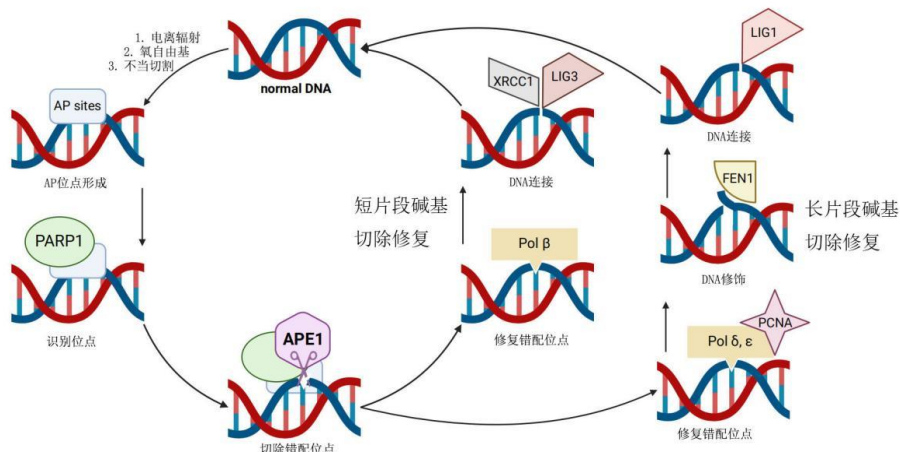 1. 电离辐射
2. 氧自由基
3. 不当切割
normal DNA
AP sites
AP位点形成
PARP1
识别位点
APE1
切除错配位点
短片段碱基
切除修复
Pol β
修复错配位点
XRCC1
LIG3
DNA连接
长片段碱基
切除修复
Pol δ, ε
PCNA
修复错配位点
FEN1
DNA修饰
LIG1
DNA连接